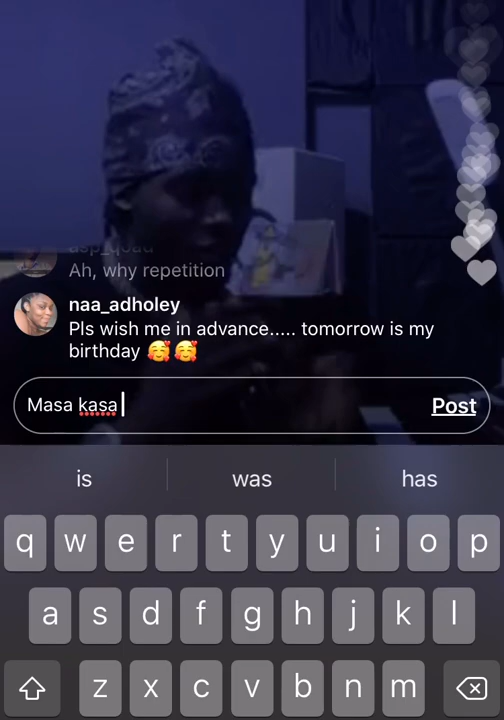 asp_quad
Ah, why repetition
naa_adholey
Pls wish me in advance..... tomorrow is my
birthday 🥰 🥰
Masa kasa
Post
is was has
q w e r t y u i o p
a s d f g h j k l
z x c v b n m